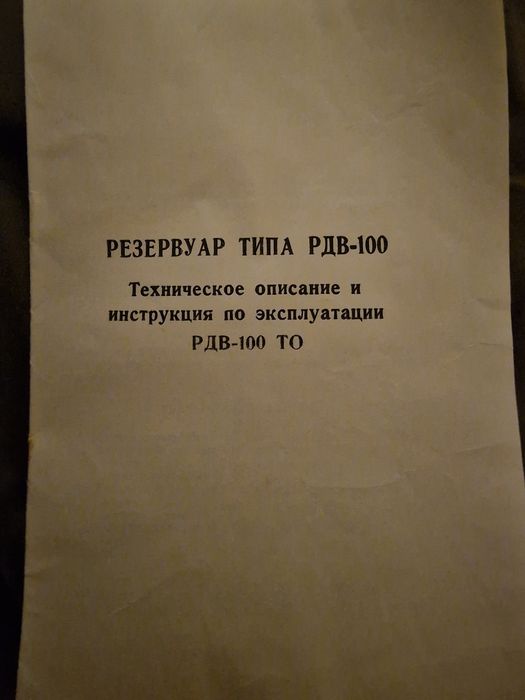 РЕЗЕРВУАР ТИПА РДВ-100
Техническое описание и
инструкция по эксплуатации
РДВ-100 ТО